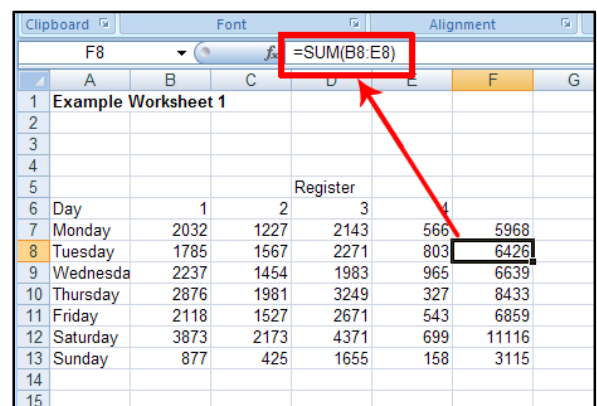 Clipboard Font Alignment
F8 fx =SUM(B8:E8)
A B C D E F G
1 Example Worksheet 1
2
3
4
5 Register
6 Day 1 2 3 4
7 Monday 2032 1227 2143 566 5968
8 Tuesday 1785 1567 2271 803 6426
9 Wednesda 2237 1454 1983 965 6639
10 Thursday 2876 1981 3249 327 8433
11 Friday 2118 1527 2671 543 6859
12 Saturday 3873 2173 4371 699 11116
13 Sunday 877 425 1655 158 3115
14
15